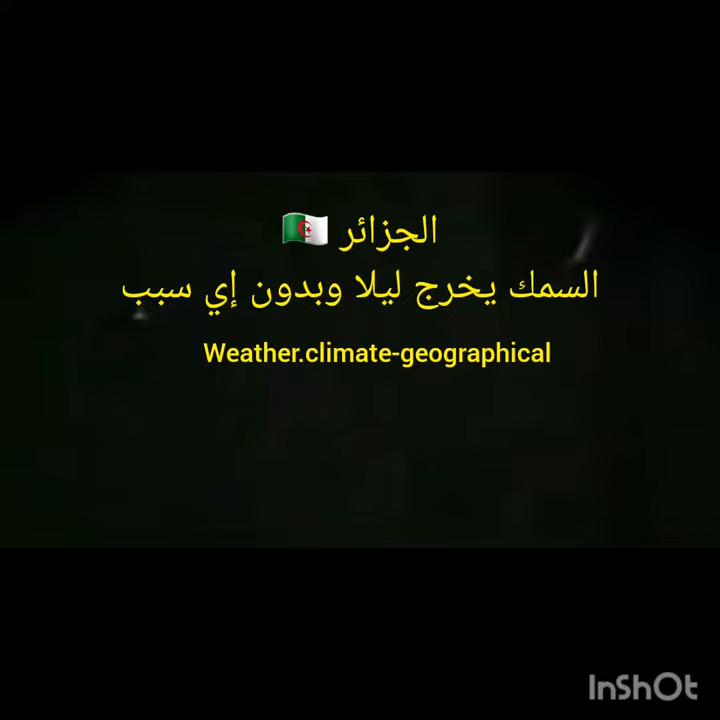 الجزائر 🇩🇿
السمك يخرج ليلا وبدون إي سبب
Weather.climate-geographical
InShOt